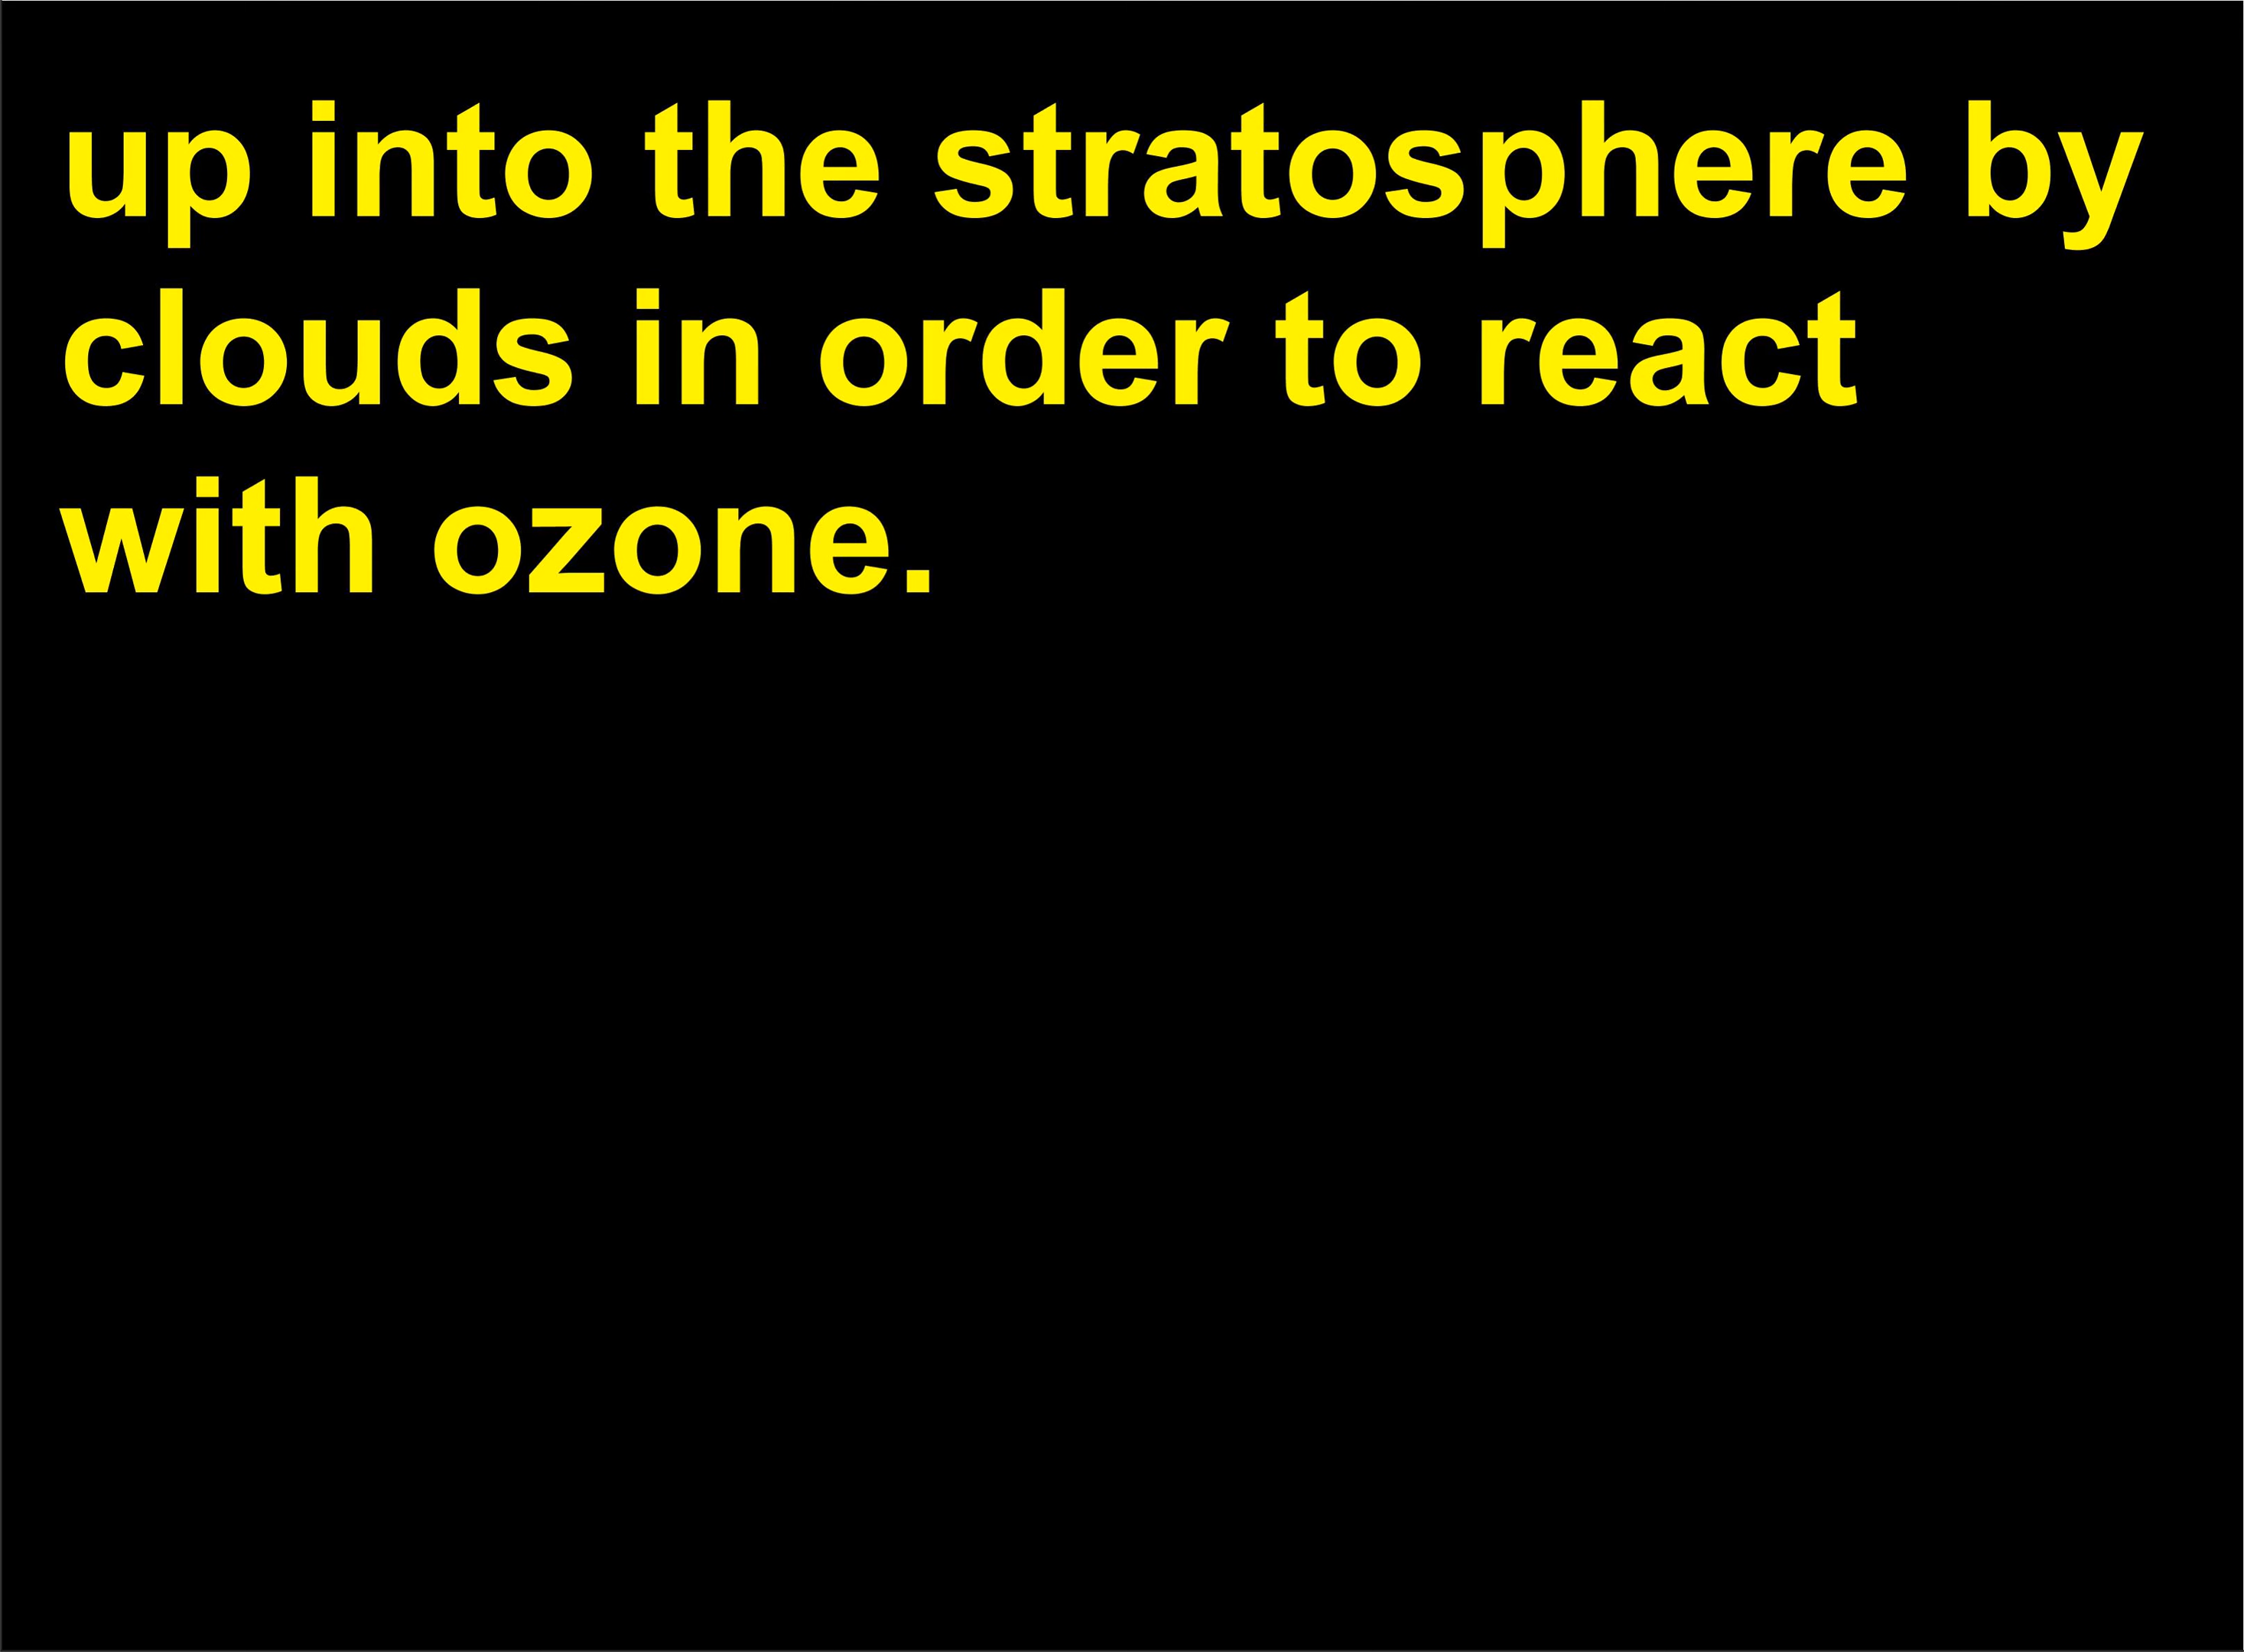 up into the stratosphere by
clouds in order to react
with ozone.